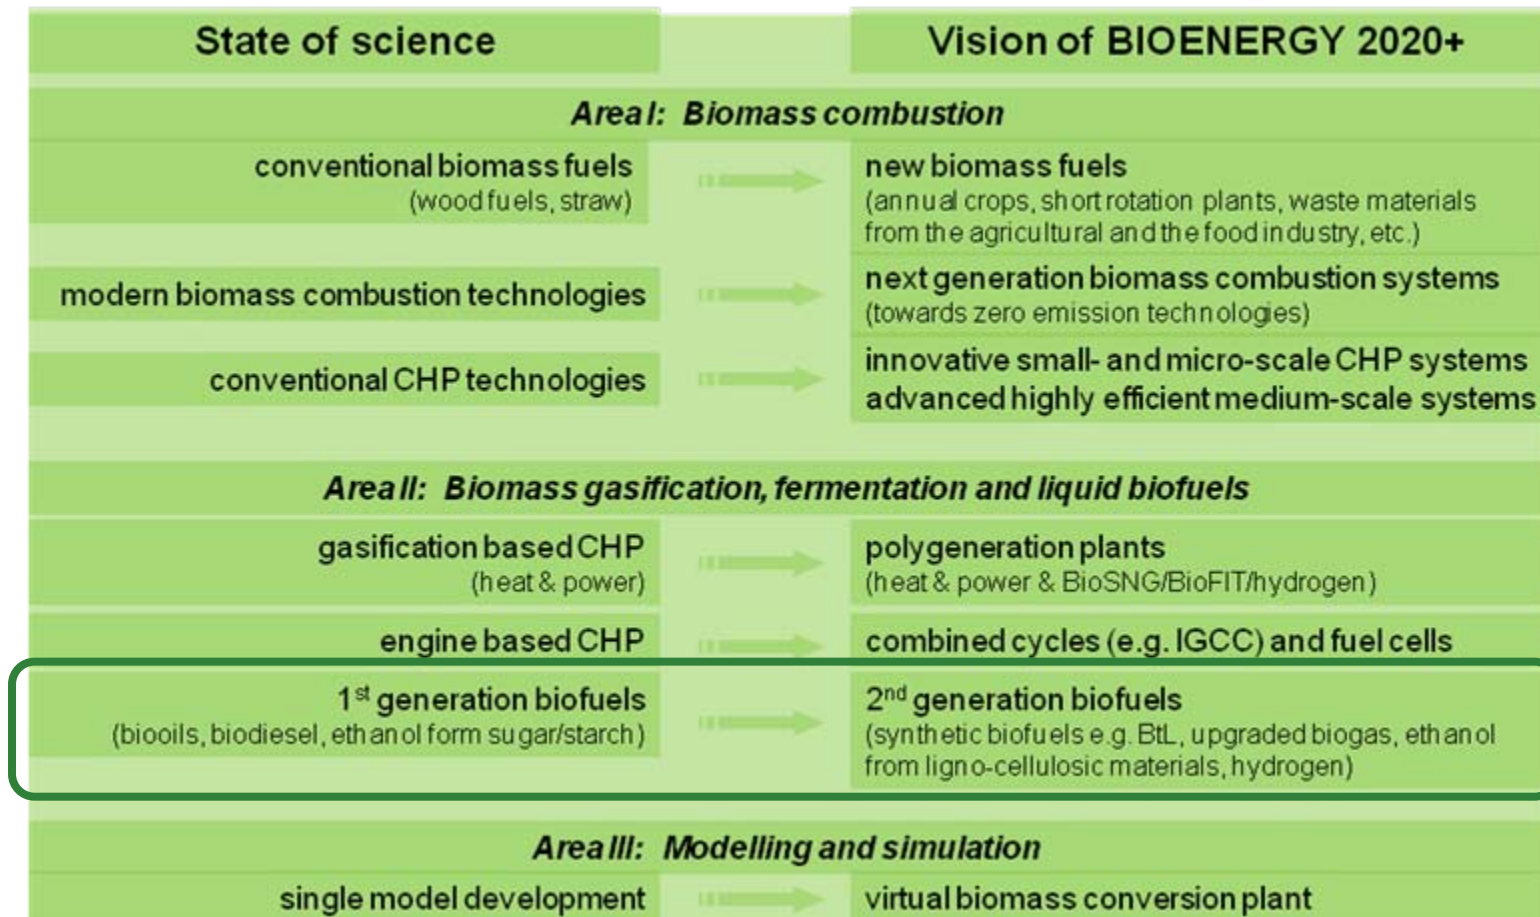 State of science
Vision of BIOENERGY 2020+
Area I: Biomass combustion
conventional biomass fuels
(wood fuels, straw)
new biomass fuels
(annual crops, short rotation plants, waste materials
from the agricultural and the food industry, etc.)
modern biomass combustion technologies
next generation biomass combustion systems
(towards zero emission technologies)
conventional CHP technologies
innovative small- and micro-scale CHP systems
advanced highly efficient medium-scale systems
Area II: Biomass gasification, fermentation and liquid biofuels
gasification based CHP
(heat & power)
polygeneration plants
(heat & power & BioSNG/BioFIT/hydrogen)
engine based CHP
combined cycles (e.g. IGCC) and fuel cells
1st generation biofuels
(biooils, biodiesel, ethanol form sugar/starch)
2nd generation biofuels
(synthetic biofuels e.g. BtL, upgraded biogas, ethanol
from ligno-cellulosic materials, hydrogen)
Area III: Modelling and simulation
single model development
virtual biomass conversion plant